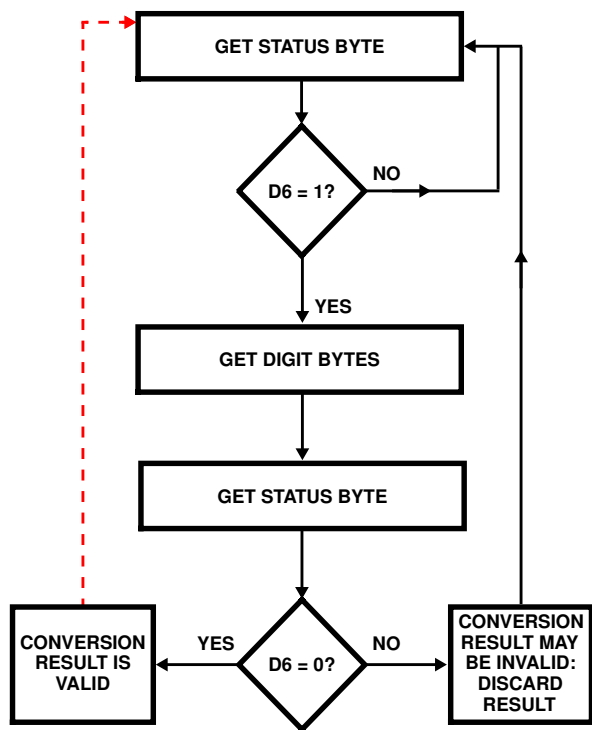 GET STATUS BYTE
D6 = 1?
NO
YES
GET DIGIT BYTES
GET STATUS BYTE
CONVERSION
RESULT IS
VALID
YES
D6 = 0?
NO
CONVERSION
RESULT MAY
BE INVALID:
DISCARD
RESULT